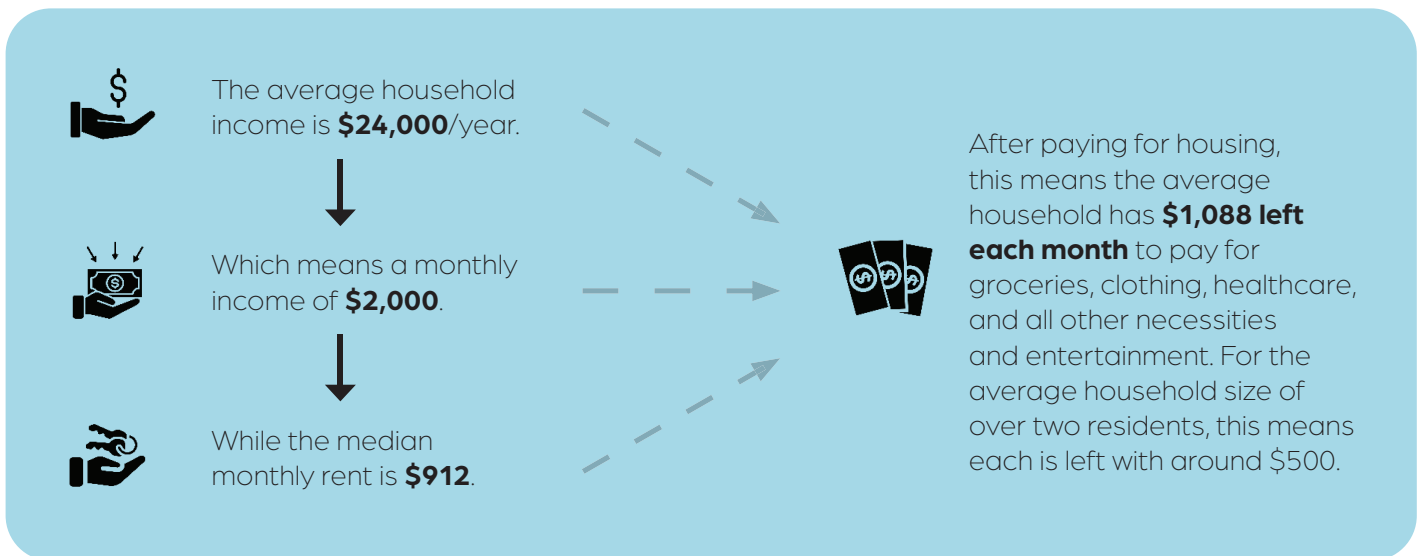 The average household
income is $24,000/year.
Which means a monthly
income of $2,000.
While the median
monthly rent is $912.
After paying for housing,
this means the average
household has $1,088 left
each month to pay for
groceries, clothing, healthcare,
and all other necessities
and entertainment. For the
average household size of
over two residents, this means
each is left with around $500.